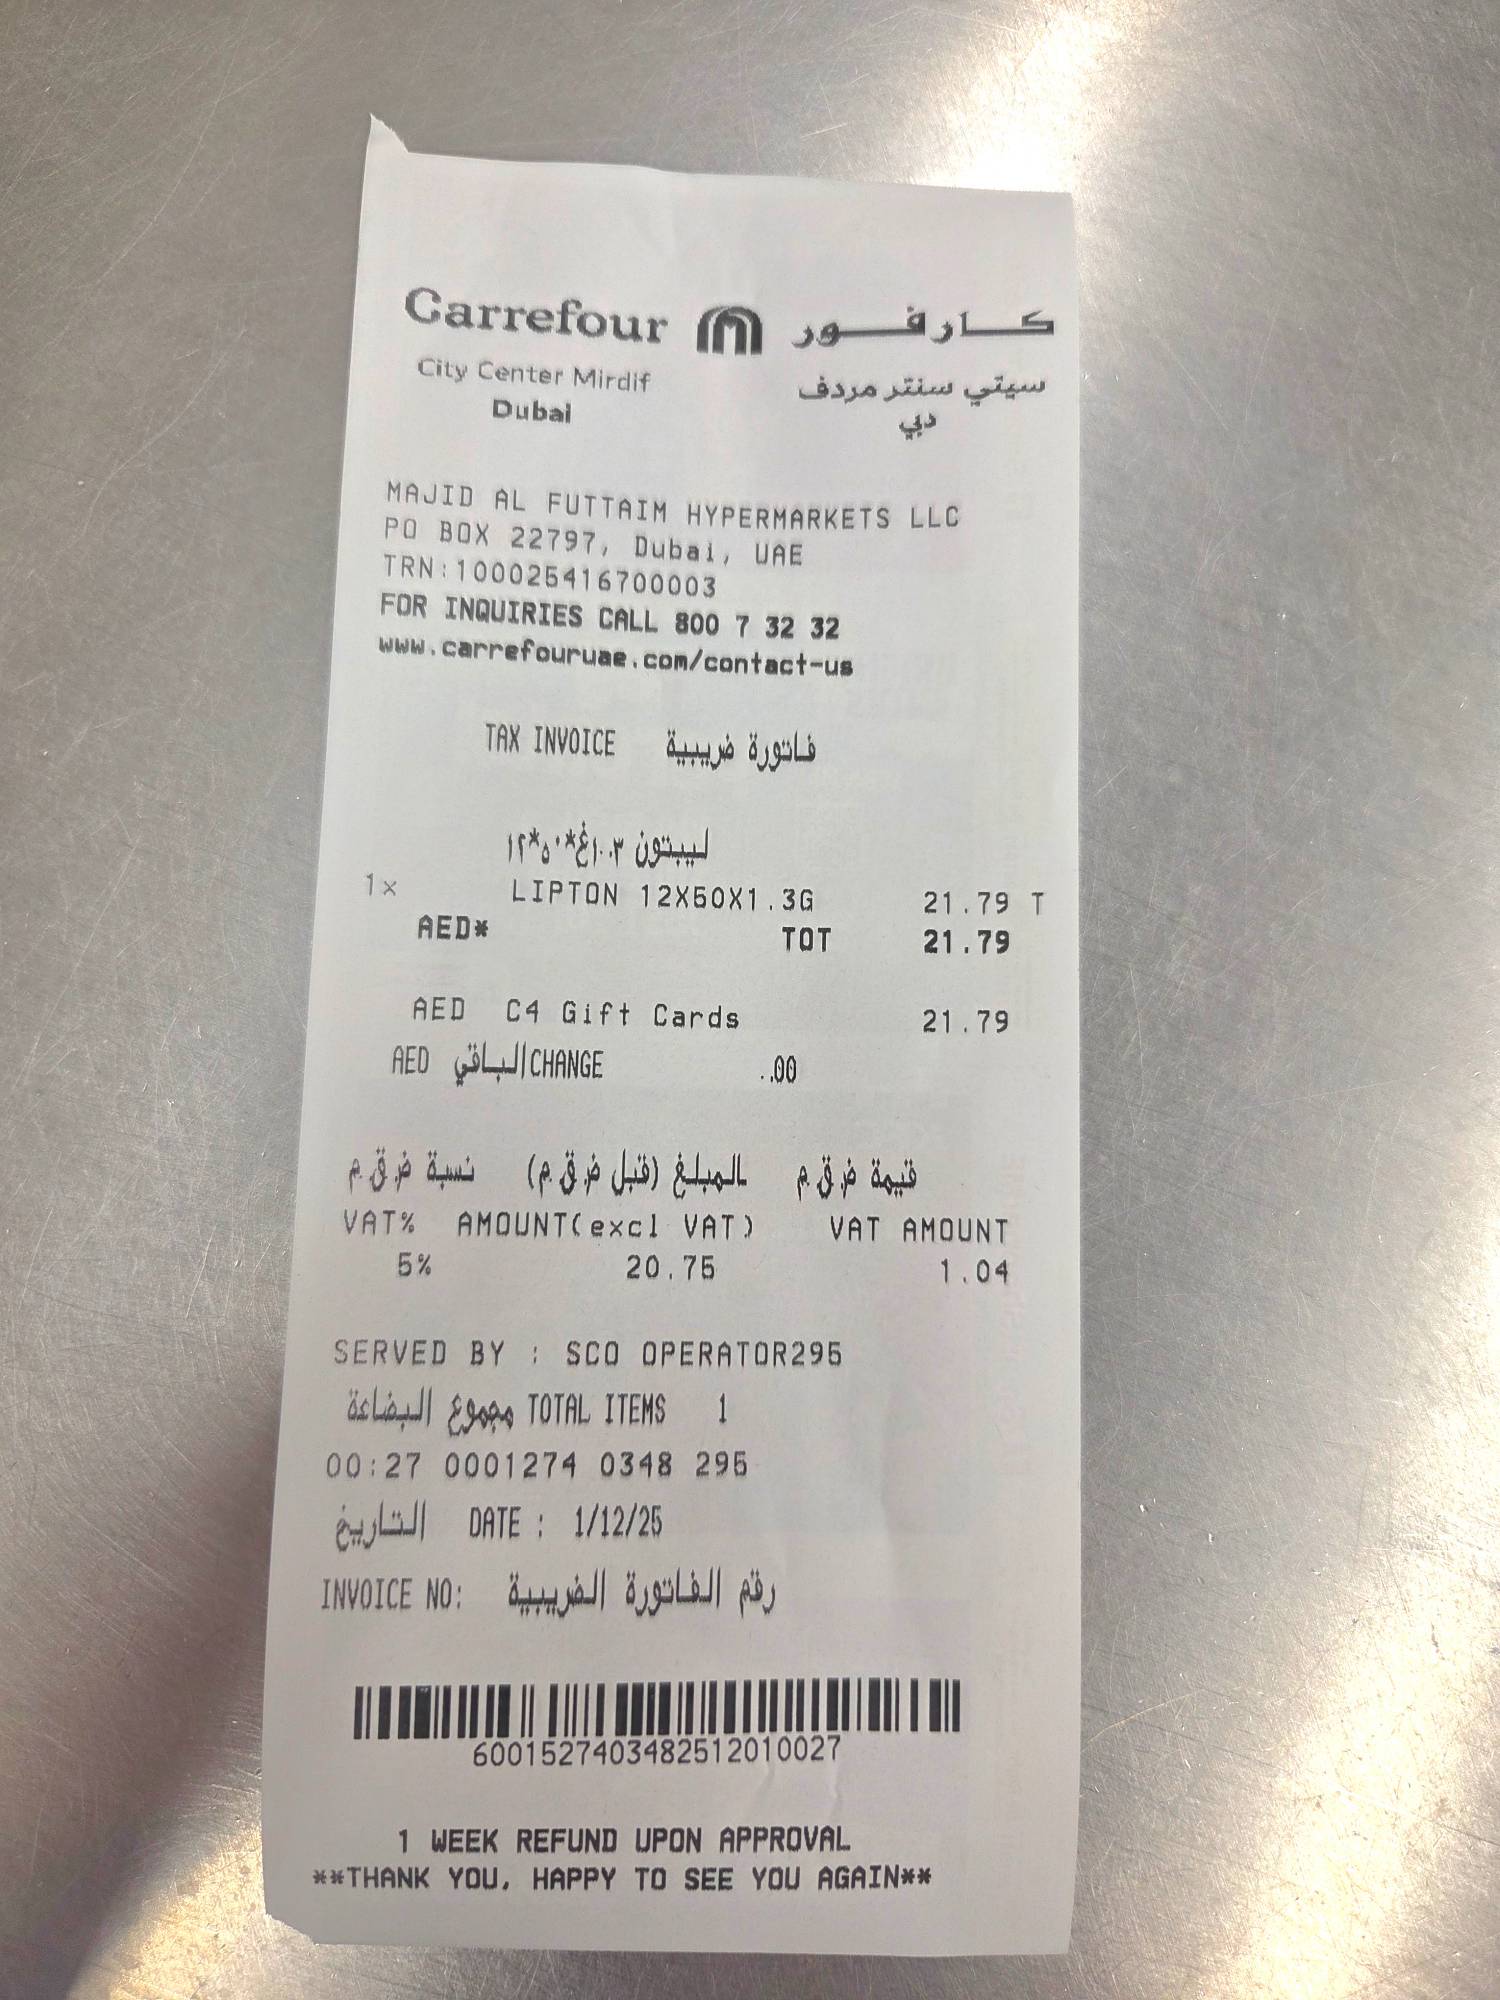 Carrefour كارفور
City Center Mirdif سيتي سنتر مردف
Dubai دبي
MAJID AL FUTTAIM HYPERMARKETS LLC
PO BOX 22797, Dubai, UAE
TRN:100025416700003
FOR INQUIRIES CALL 800 7 32 32
www.carrefouruae.com/contact-us
TAX INVOICE فاتورة ضريبية
ليبتون ١٠٠٣غ*٥٠*١٢
1x LIPTON 12X50X1.3G 21.79 T
AED* TOT 21.79
AED C4 Gift Cards 21.79
AED الباقي CHANGE ..00
نسبة ض.ق.م المبلغ (قبل ض.ق.م) قيمة ض.ق.م
VAT% AMOUNT(excl VAT) VAT AMOUNT
5% 20.75 1.04
SERVED BY : SCO OPERATOR295
مجموع البضاعة TOTAL ITEMS 1
00:27 0001274 0348 295
التاريخ DATE : 1/12/25
INVOICE NO: رقم الفاتورة الضريبية
6001527403482512010027
1 WEEK REFUND UPON APPROVAL
**THANK YOU, HAPPY TO SEE YOU AGAIN**